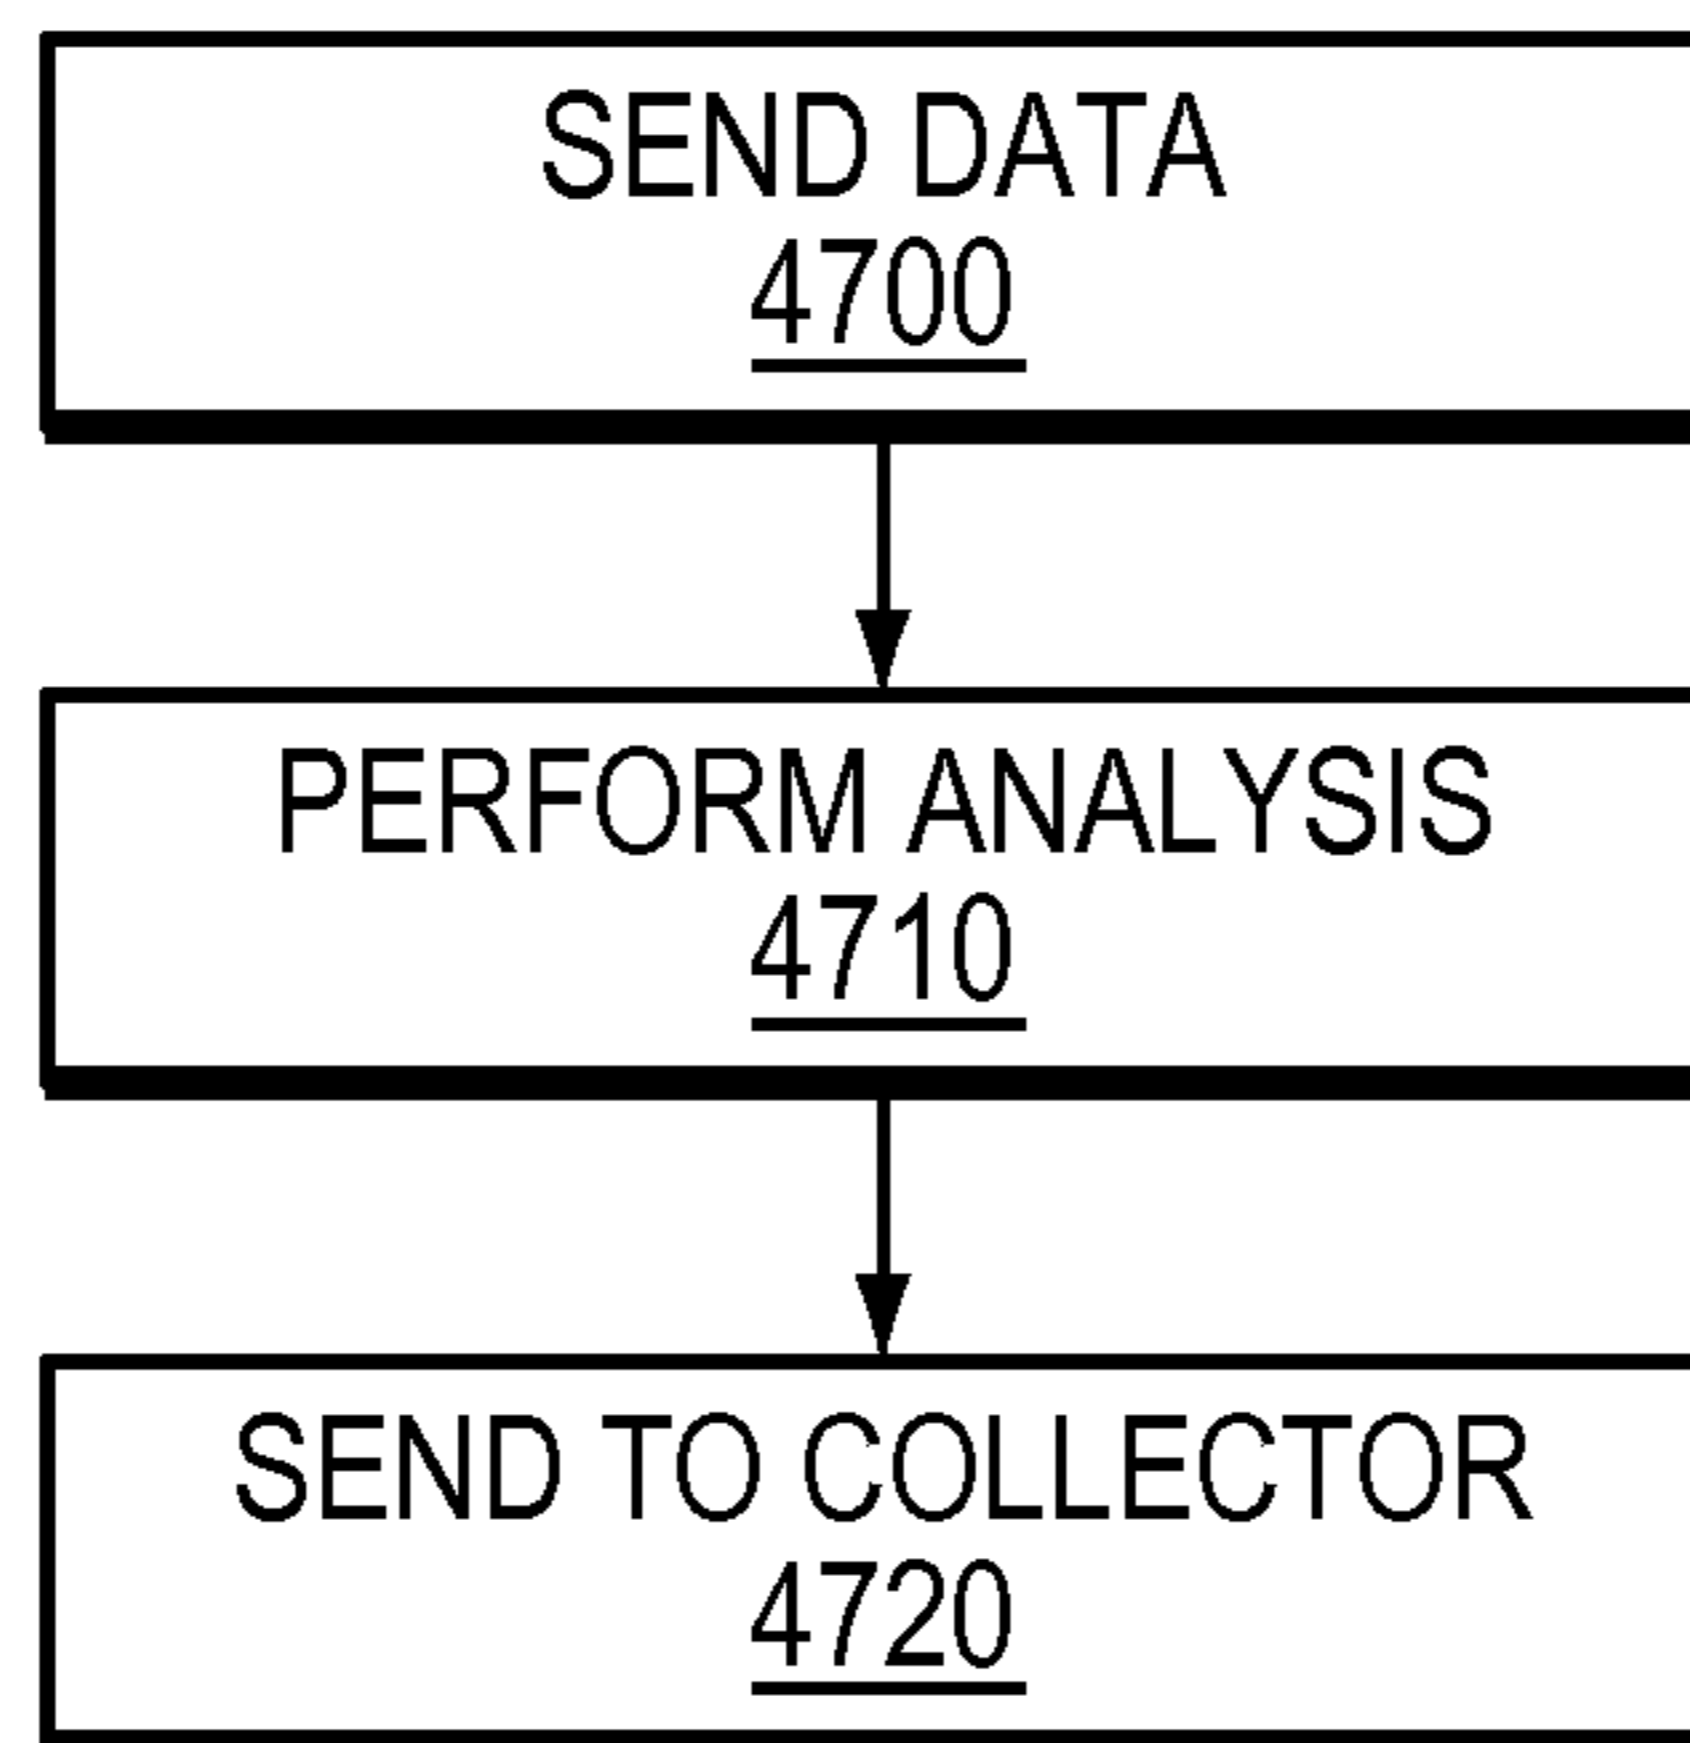 SEND DATA
4700
PERFORM ANALYSIS
4710
SEND TO COLLECTOR
4720